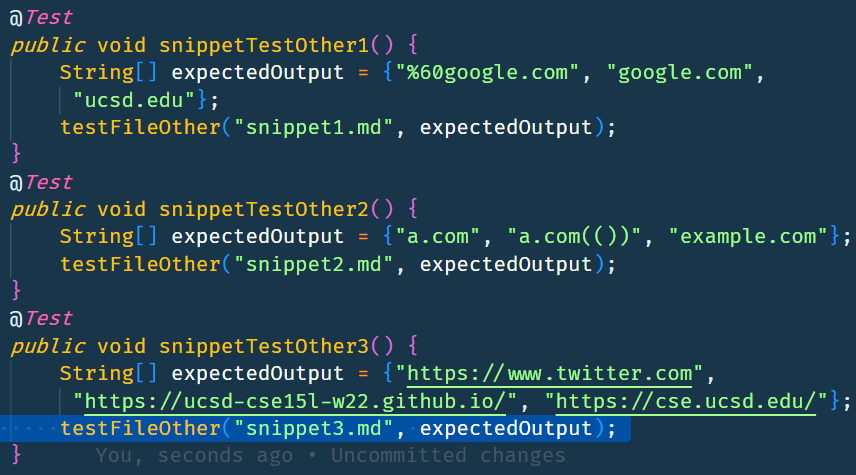 @Test
public void snippetTestOther1() {
String[] expectedOutput = {"%60google.com", "google.com",
"ucsd.edu"};
testFileOther("snippet1.md", expectedOutput);
}
@Test
public void snippetTestOther2() {
String[] expectedOutput = {"a.com", "a.com(())", "example.com"};
testFileOther("snippet2.md", expectedOutput);
}
@Test
public void snippetTestOther3() {
String[] expectedOutput = {"https://www.twitter.com",
"https://ucsd-cse15l-w22.github.io/", "https://cse.ucsd.edu/"};
testFileOther("snippet3.md", expectedOutput);
} You, seconds ago • Uncommitted changes